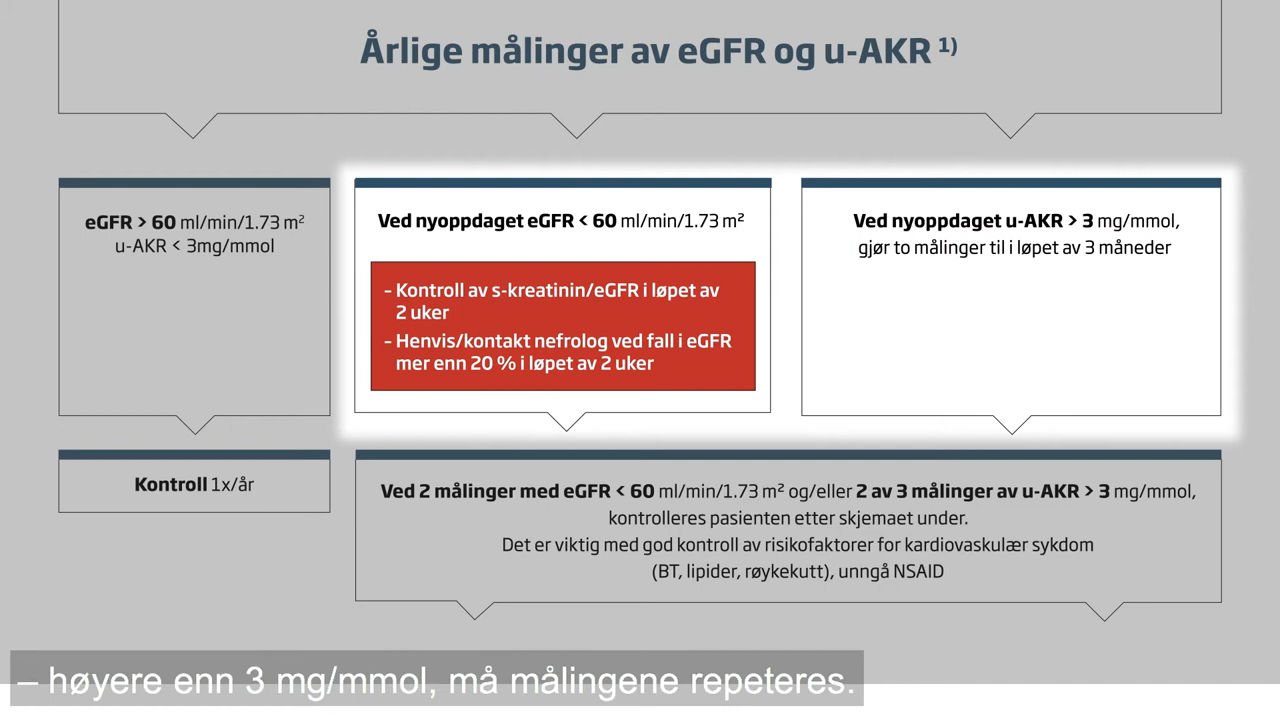 Årlige målinger av eGFR og u-AKR ¹⁾
eGFR > 60 ml/min/1.73 m²
u-AKR < 3mg/mmol
Ved nyoppdaget eGFR < 60 ml/min/1.73 m²
– Kontroll av s-kreatinin/eGFR i løpet av
2 uker
– Henvis/kontakt nefrolog ved fall i eGFR
mer enn 20 % i løpet av 2 uker
Ved nyoppdaget u-AKR > 3 mg/mmol,
gjør to målinger til i løpet av 3 måneder
Kontroll 1x/år
Ved 2 målinger med eGFR < 60 ml/min/1.73 m² og/eller 2 av 3 målinger av u-AKR > 3 mg/mmol,
kontrolleres pasienten etter skjemaet under.
Det er viktig med god kontroll av risikofaktorer for kardiovaskulær sykdom
(BT, lipider, røykekutt), unngå NSAID
– høyere enn 3 mg/mmol, må målingene repeteres.